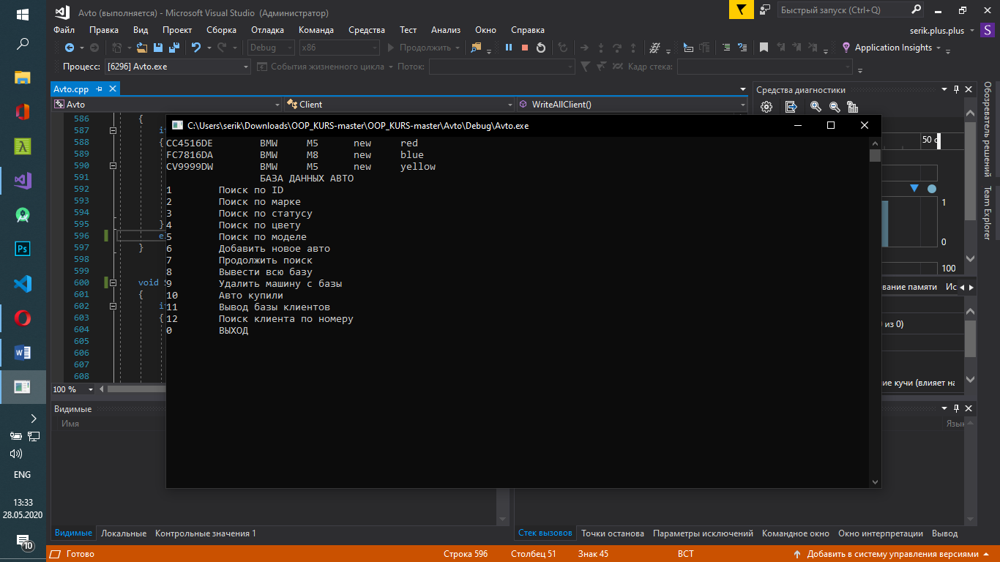 Avto (выполняется) - Microsoft Visual Studio (Администратор)
Быстрый запуск (Ctrl+Q)
Файл Правка Вид Проект Сборка Отладка Команда Средства Тест Анализ Окно Справка
serik.plus.plus S
Debug x86 Продолжить Application Insights
Процесс: [6296] Avto.exe События жизненного цикла Поток: Кадр стека:
Avto.cpp
Avto Client WriteAllClient()
Средства диагностики
586 {
587
588 {
589
590
591
592
593
594
595 }
596 e
597 }
598
599
600 void
601 {
602
603 {
604
605
606
607
608
100 %
C:\Users\serik\Downloads\OOP_KURS-master\OOP_KURS-master\Avto\Debug\Avto.exe
CC4516DE BMW M5 new red
FC7816DA BMW M8 new blue
CV9999DW BMW M5 new yellow
БАЗА ДАННЫХ АВТО
1 Поиск по ID
2 Поиск по марке
3 Поиск по статусу
4 Поиск по цвету
5 Поиск по моделе
6 Добавить новое авто
7 Продолжить поиск
8 Вывести всю базу
9 Удалить машину с базы
10 Авто купили
11 Вывод базы клиентов
12 Поиск клиента по номеру
0 ВЫХОД
50
1
0
100
вание памяти
из 0)
ие кучи (влияет на
Обозреватель решений
Team Explorer
Видимые
Имя
Язык
Видимые Локальные Контрольные значения 1
Стек вызовов Точки останова Параметры исключений Командное окно Окно интерпретации Вывод
Готово Строка 596 Столбец 51 Знак 45 ВСТ Добавить в систему управления версиями
Ps
ENG
13:33
28.05.2020
10